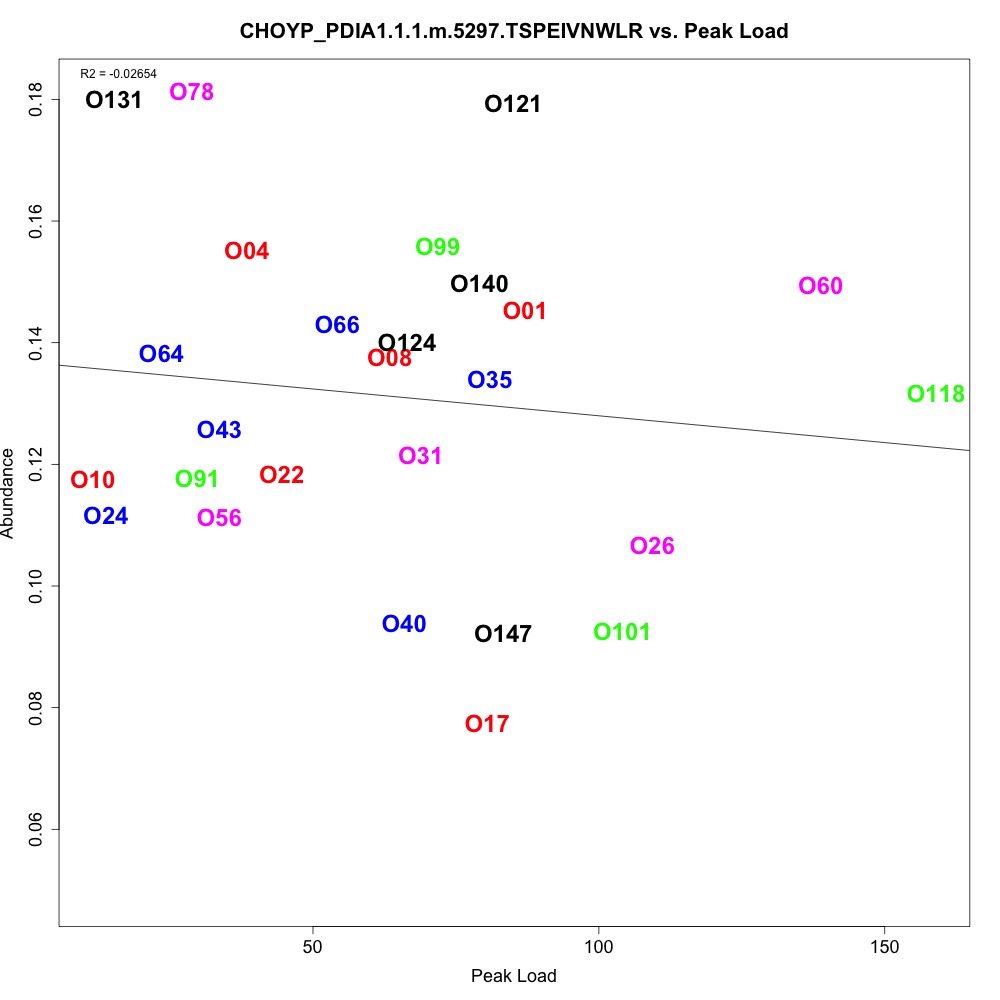 CHOYP_PDIA1.1.1.m.5297.TSPEIVNWLR vs. Peak Load
R2 = -0.02654
O131
O78
O121
O04
O99
O140
O60
O01
O66
O124
O08
O64
O35
O118
O43
O31
O10
O91
O22
O24
O56
O26
O40
O147
O101
O17
0.18
0.16
0.14
0.12
0.10
0.08
0.06
Abundance
50
100
150
Peak Load